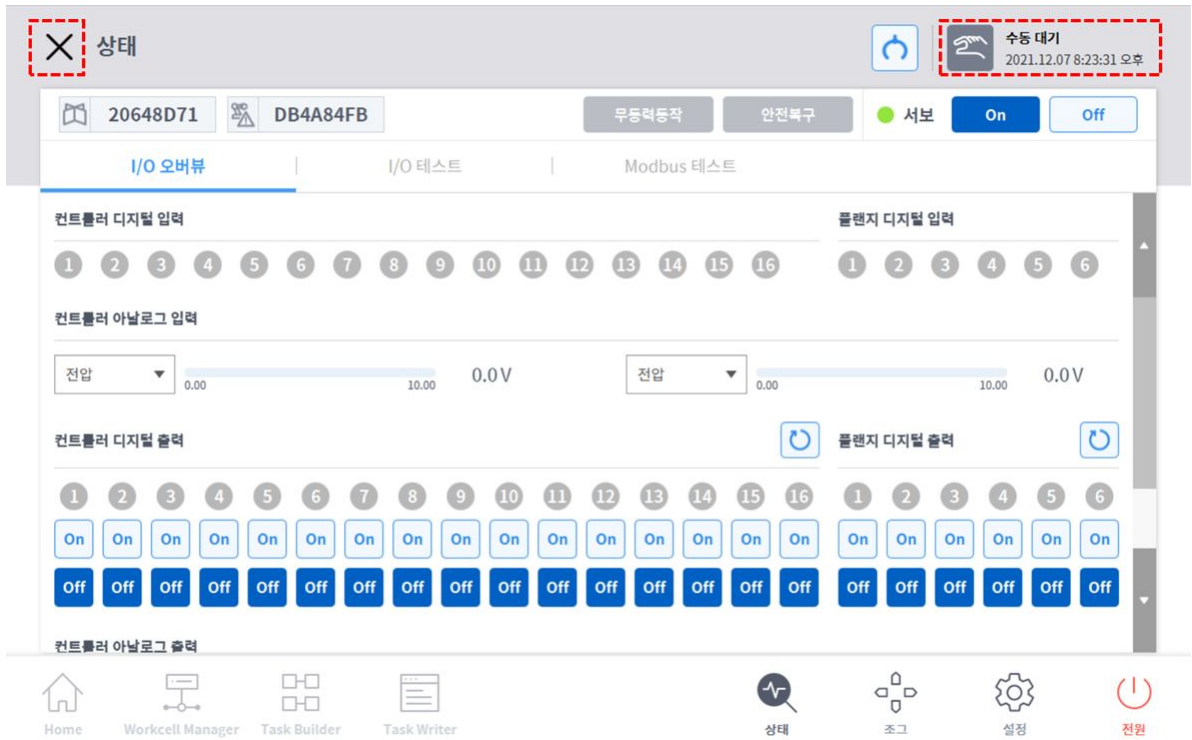 상태
수동 대기
2021.12.07 8:23:31 오후
20648D71 DB4A84FB 무동력동작 안전복구 서보 On Off
I/O 오버뷰 | I/O 테스트 | Modbus 테스트
컨트롤러 디지털 입력 플랜지 디지털 입력
1 2 3 4 5 6 7 8 9 10 11 12 13 14 15 16 1 2 3 4 5 6
컨트롤러 아날로그 입력
전압 0.00 10.00 0.0 V 전압 0.00 10.00 0.0 V
컨트롤러 디지털 출력 플랜지 디지털 출력
1 2 3 4 5 6 7 8 9 10 11 12 13 14 15 16 1 2 3 4 5 6
On On On On On On On On On On On On On On On On On On On On On On
Off Off Off Off Off Off Off Off Off Off Off Off Off Off Off Off Off Off Off Off Off Off
컨트롤러 아날로그 출력
Home Workcell Manager Task Builder Task Writer 상태 조그 설정 전원